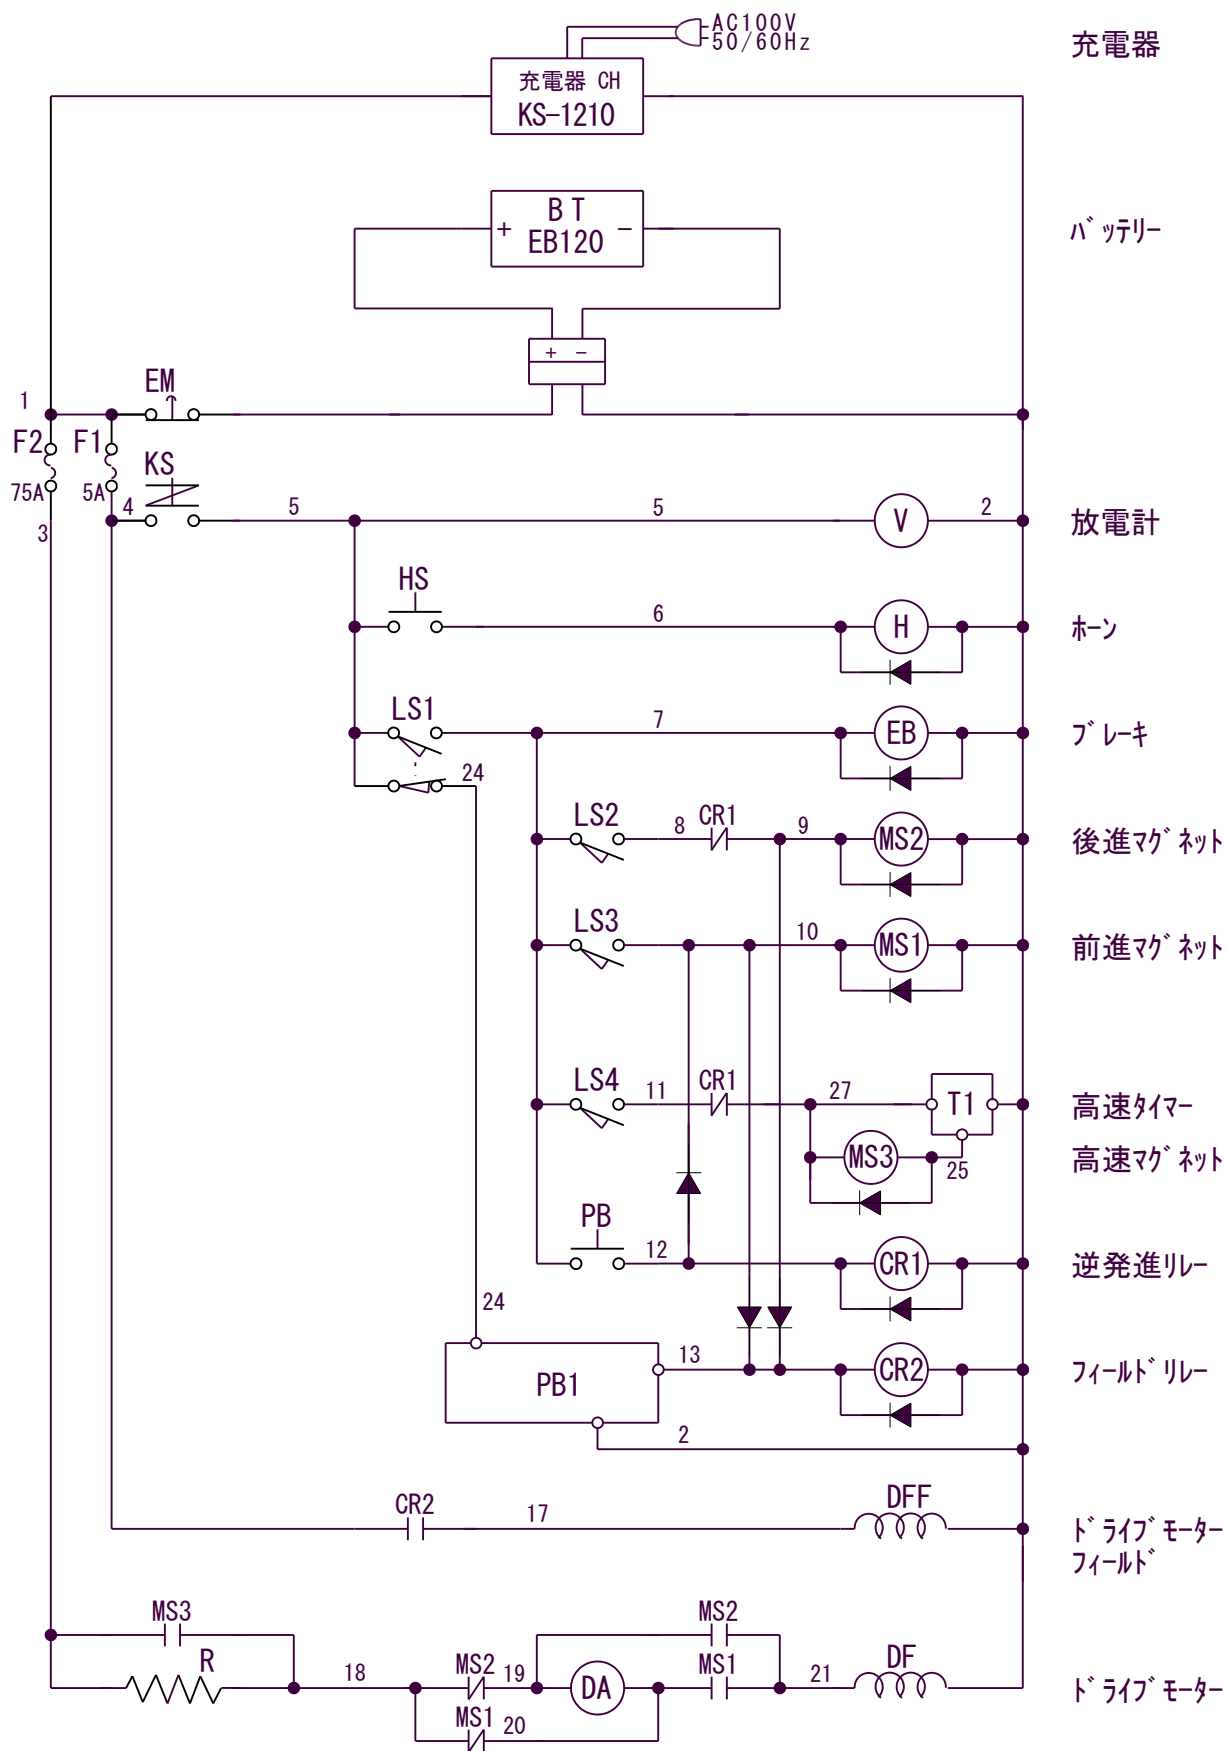 AC100V
50/60Hz
充電器
充電器 CH
KS-1210
BT
EB120
+ -
バッテリー
+ -
1
EM
F2
F1
KS
75A
5A
4
5
5
V
2
放電計
3
HS
6
H
ホーン
LS1
7
EB
ブレーキ
24
LS2
8
CR1
9
MS2
後進マグネット
LS3
10
MS1
前進マグネット
LS4
11
CR1
27
T1
高速タイマー
MS3
25
高速マグネット
PB
12
CR1
逆発進リレー
24
PB1
13
CR2
フィールドリレー
2
CR2
17
DFF
ドライブモーター
フィールド
MS3
MS2
R
18
MS2
19
DA
MS1
21
DF
ドライブモーター
MS1
20